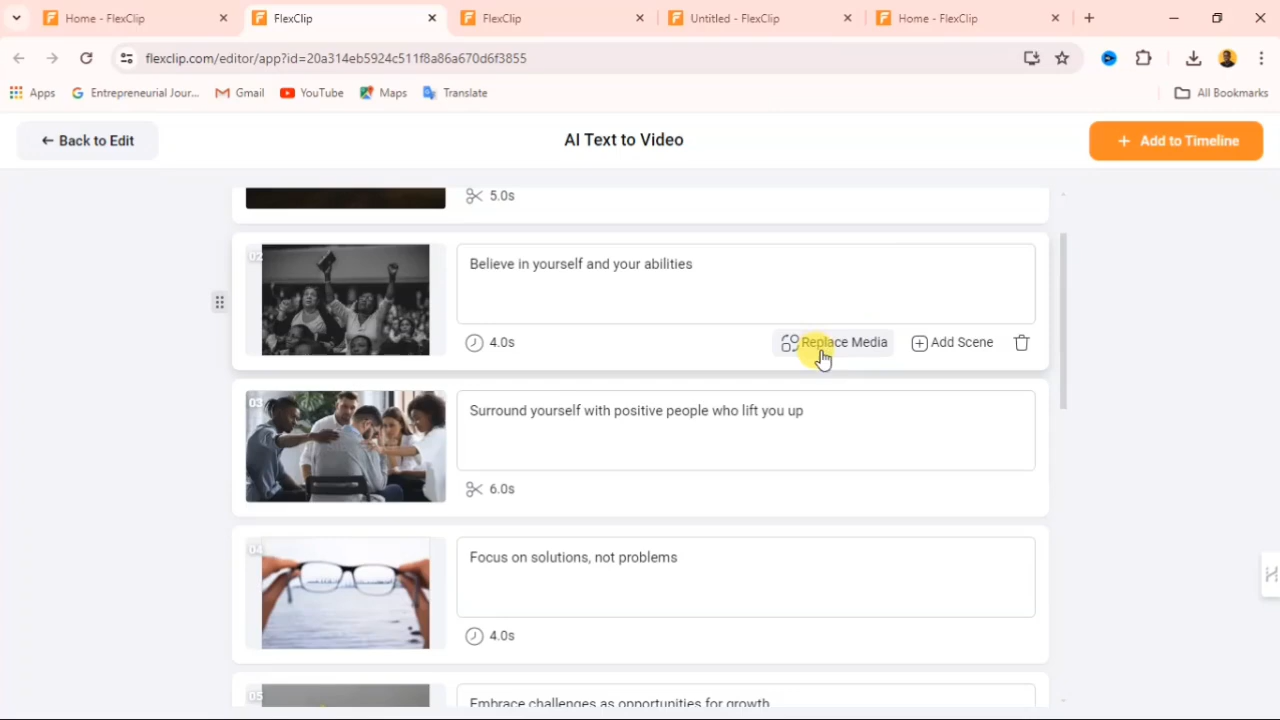 Home - FlexClip
FlexClip
FlexClip
Untitled - FlexClip
Home - FlexClip
flexclip.com/editor/app?id=20a314eb5924c511f8a86a670d6f3855
Apps
Entrepreneurial Jour...
Gmail
YouTube
Maps
Translate
All Bookmarks
← Back to Edit
AI Text to Video
+ Add to Timeline
5.0s
02
Believe in yourself and your abilities
4.0s
Replace Media
Add Scene
03
Surround yourself with positive people who lift you up
6.0s
04
Focus on solutions, not problems
4.0s
05
Embrace challenges as opportunities for growth